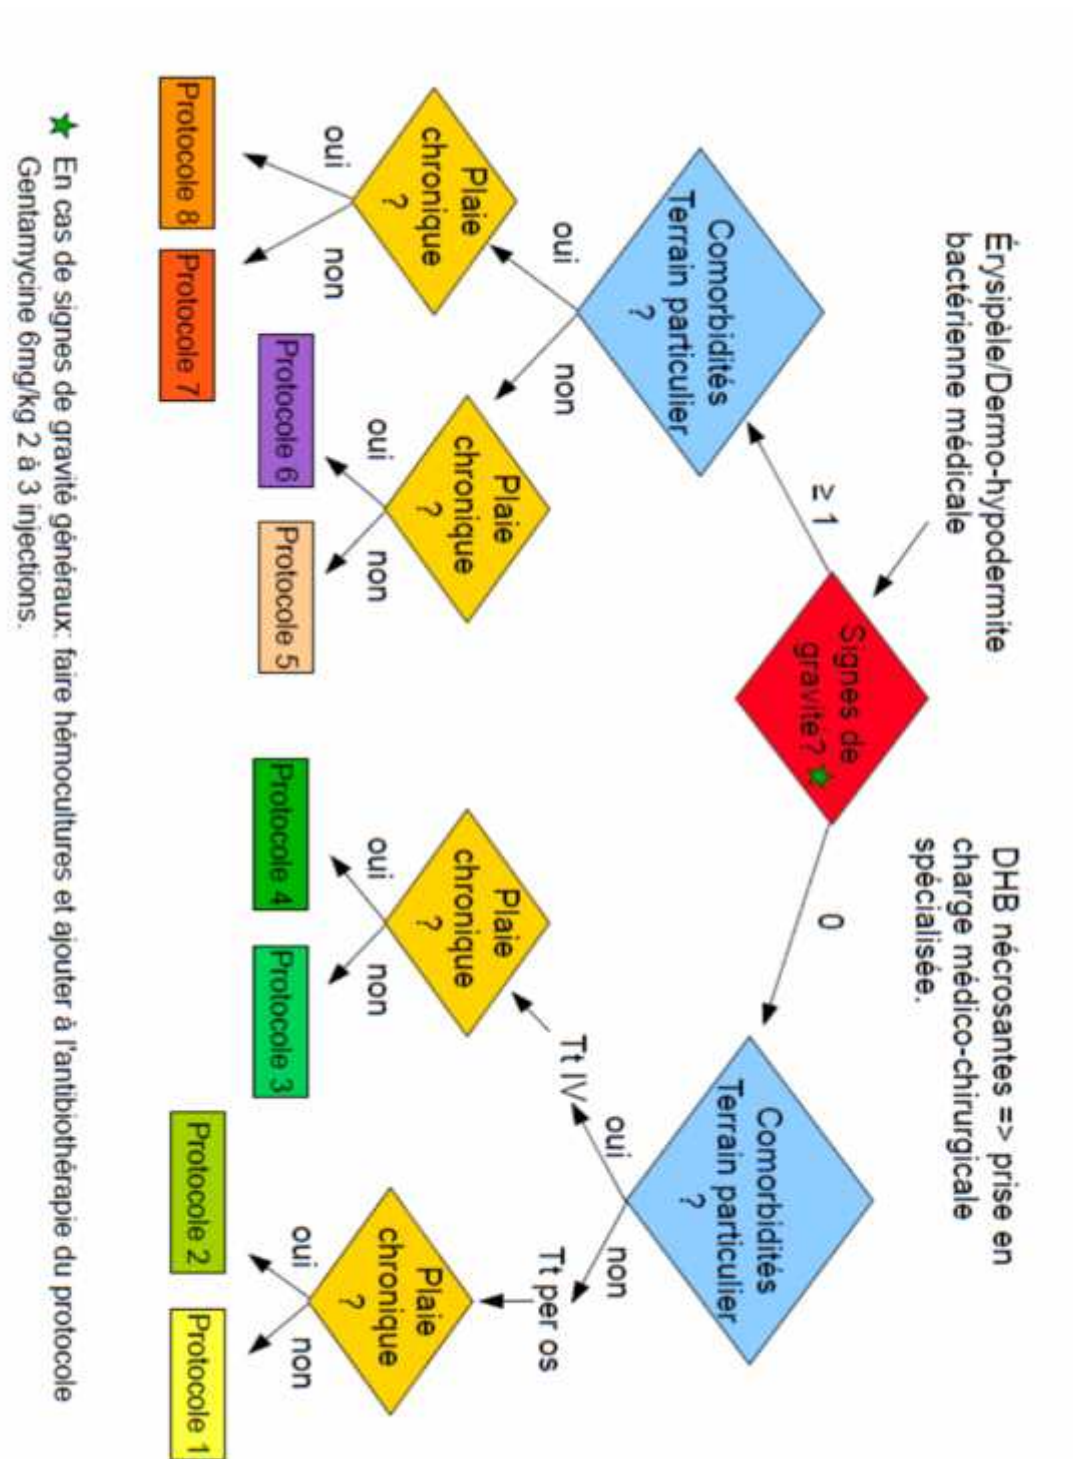 Érysipèle/Dermo-hypodermite
bactérienne médicale
DHB nécrosantes => prise en
charge médico-chirurgicale
spécialisée.
Signes de
gravite?
≥ 1
0
Comorbidités
Terrain particulier
?
Comorbidités
Terrain particulier
?
oui
non
oui
non
Tt IV
Tt per os
Plaie
chronique
?
Plaie
chronique
?
Plaie
chronique
?
Plaie
chronique
?
oui
non
oui
non
oui
non
oui
non
Protocole 8
Protocole 7
Protocole 6
Protocole 5
Protocole 4
Protocole 3
Protocole 2
Protocole 1
En cas de signes de gravité généraux: faire hémocultures et ajouter à l'antibiothérapie du protocole
Gentamycine 6mg/kg 2 à 3 injections.